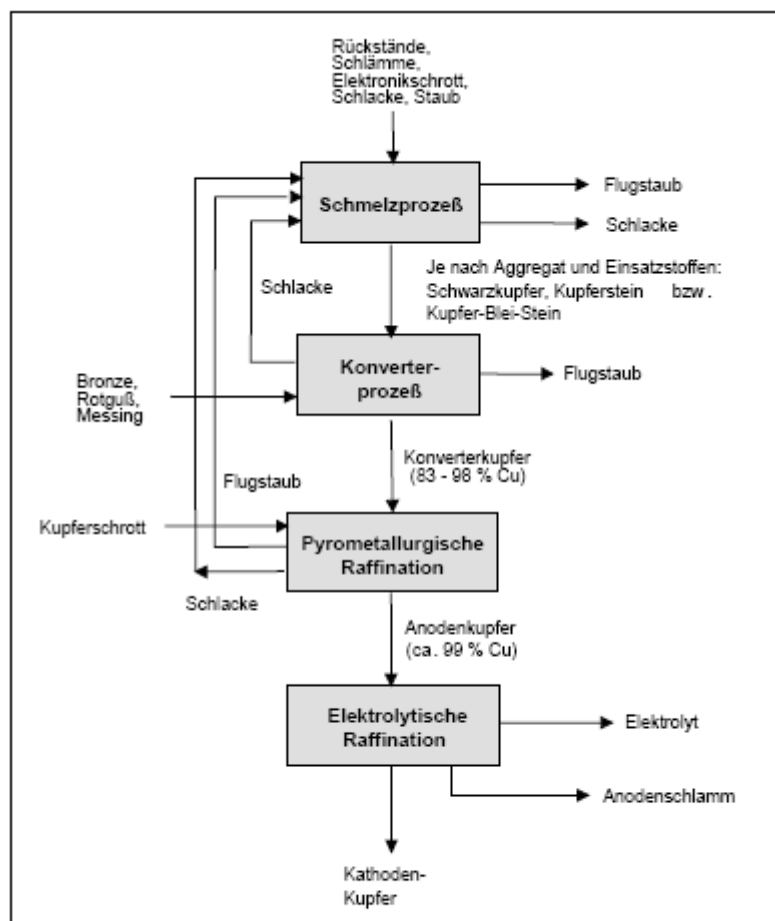 Rückstände,
Schlämme,
Elektronikschrott,
Schlacke, Staub
Schmelzprozeß
Flugstaub
Schlacke
Schlacke
Je nach Aggregat und Einsatzstoffen:
Schwarzkupfer, Kupferstein bzw.
Kupfer-Blei-Stein
Konverter-
prozeß
Flugstaub
Bronze,
Rotguß,
Messing
Konverterkupfer
(83 - 98 % Cu)
Flugstaub
Kupferschrott
Pyrometallurgische
Raffination
Schlacke
Anodenkupfer
(ca. 99 % Cu)
Elektrolytische
Raffination
Elektrolyt
Anodenschlamm
Kathoden-
Kupfer